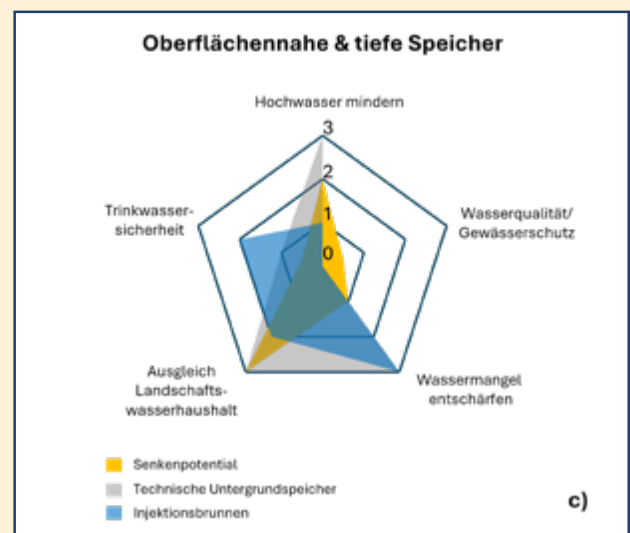 Oberflächennahe & tiefe Speicher
Hochwasser mindern
3
2
1
0
Trinkwasser-
sicherheit
Wasserqualität/
Gewässerschutz
Ausgleich
Landschafts-
wasserhaushalt
Wassermangel
entschärfen
Senkenpotential
Technische Untergrundspeicher
Injektionsbrunnen
c)